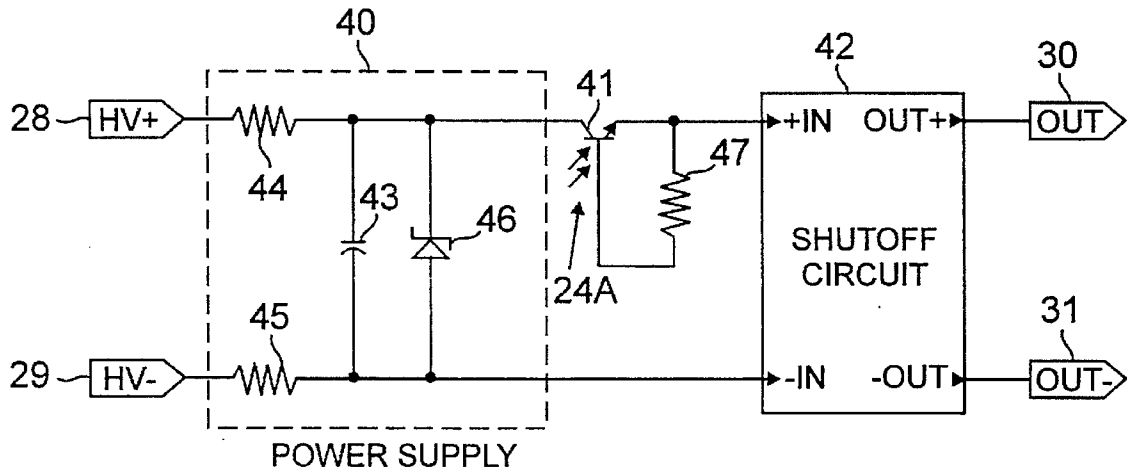 40
41
42
30
28
HV+
+IN
OUT+
OUT
44
43
46
47
24A
SHUTOFF
CIRCUIT
45
31
29
HV-
-IN
-OUT
OUT-
POWER SUPPLY